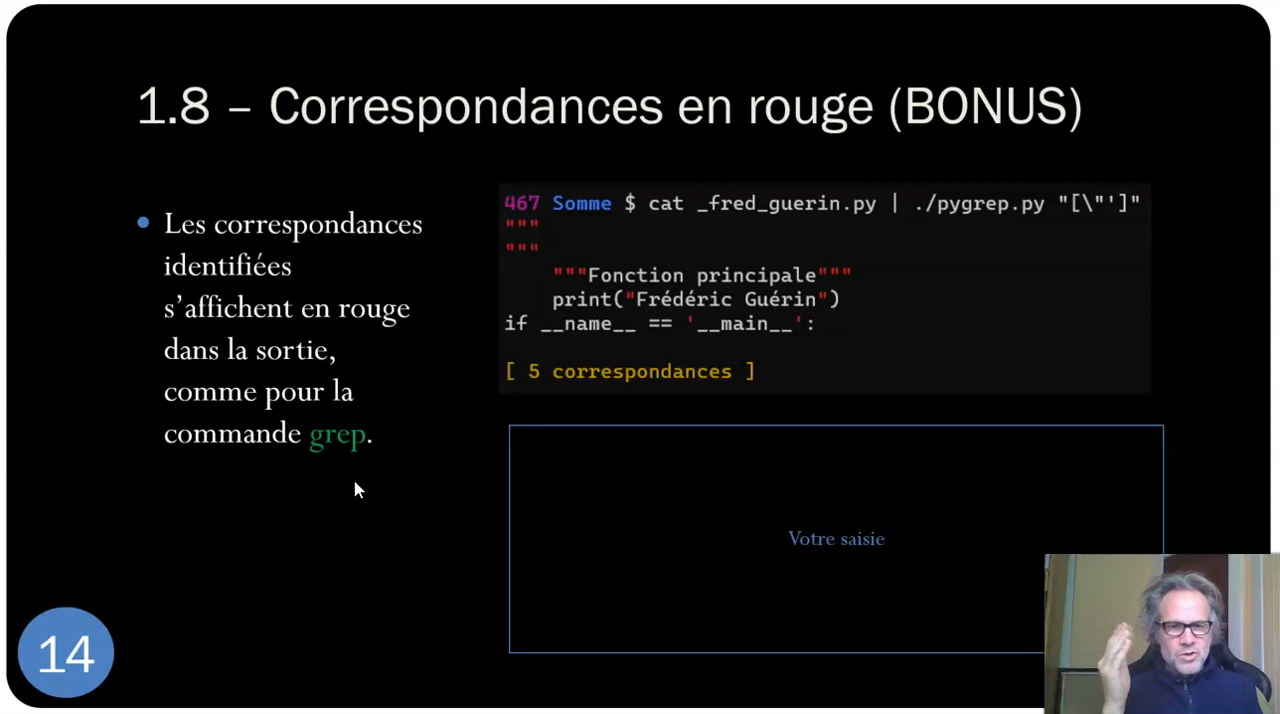 1.8 – Correspondances en rouge (BONUS)
Les correspondances
identifiées
s’affichent en rouge
dans la sortie,
comme pour la
commande grep.
467 Somme $ cat _fred_guerin.py | ./pygrep.py "[\"']"
"""
"""
"""Fonction principale"""
print("Frédéric Guérin")
if __name__ == '__main__':
[ 5 correspondances ]
Votre saisie
14